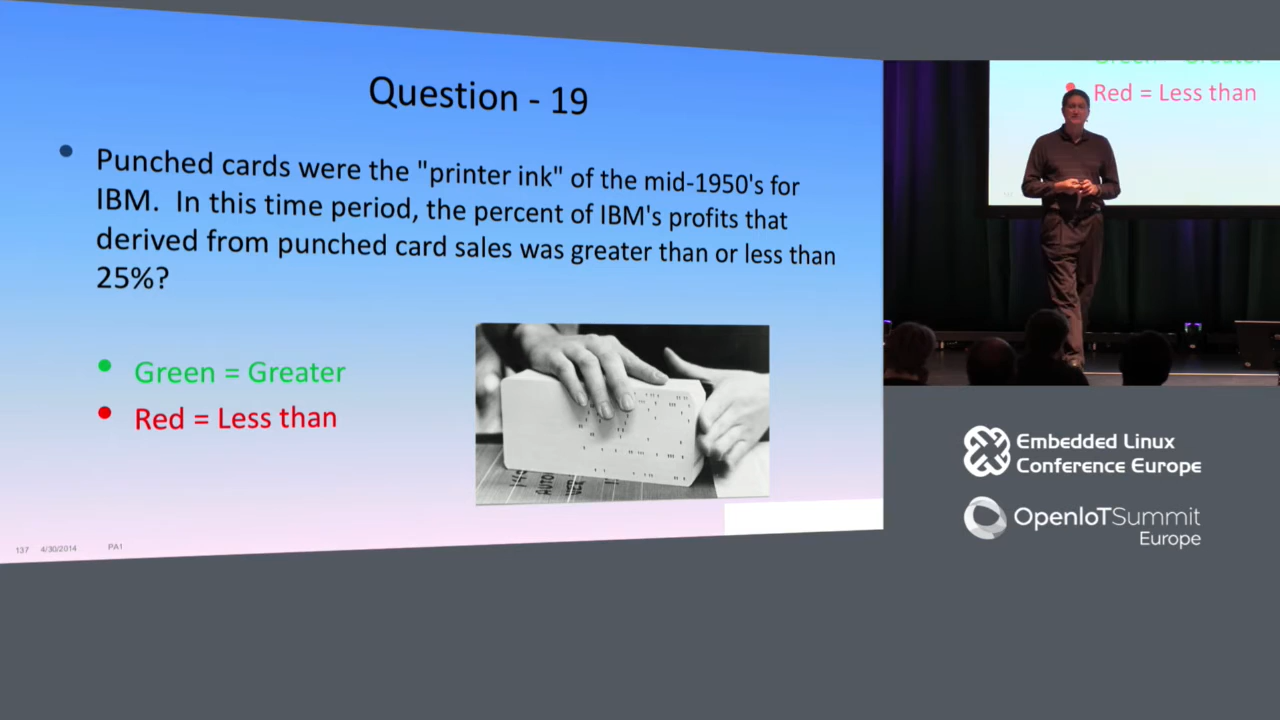 Question - 19
• Punched cards were the "printer ink" of the mid-1950's for
IBM. In this time period, the percent of IBM's profits that
derived from punched card sales was greater than or less than
25%?
• Green = Greater
• Red = Less than
137 4/30/2014 PA1
Green = Greater
• Red = Less than
Embedded Linux
Conference Europe
OpenIoTSummit
Europe